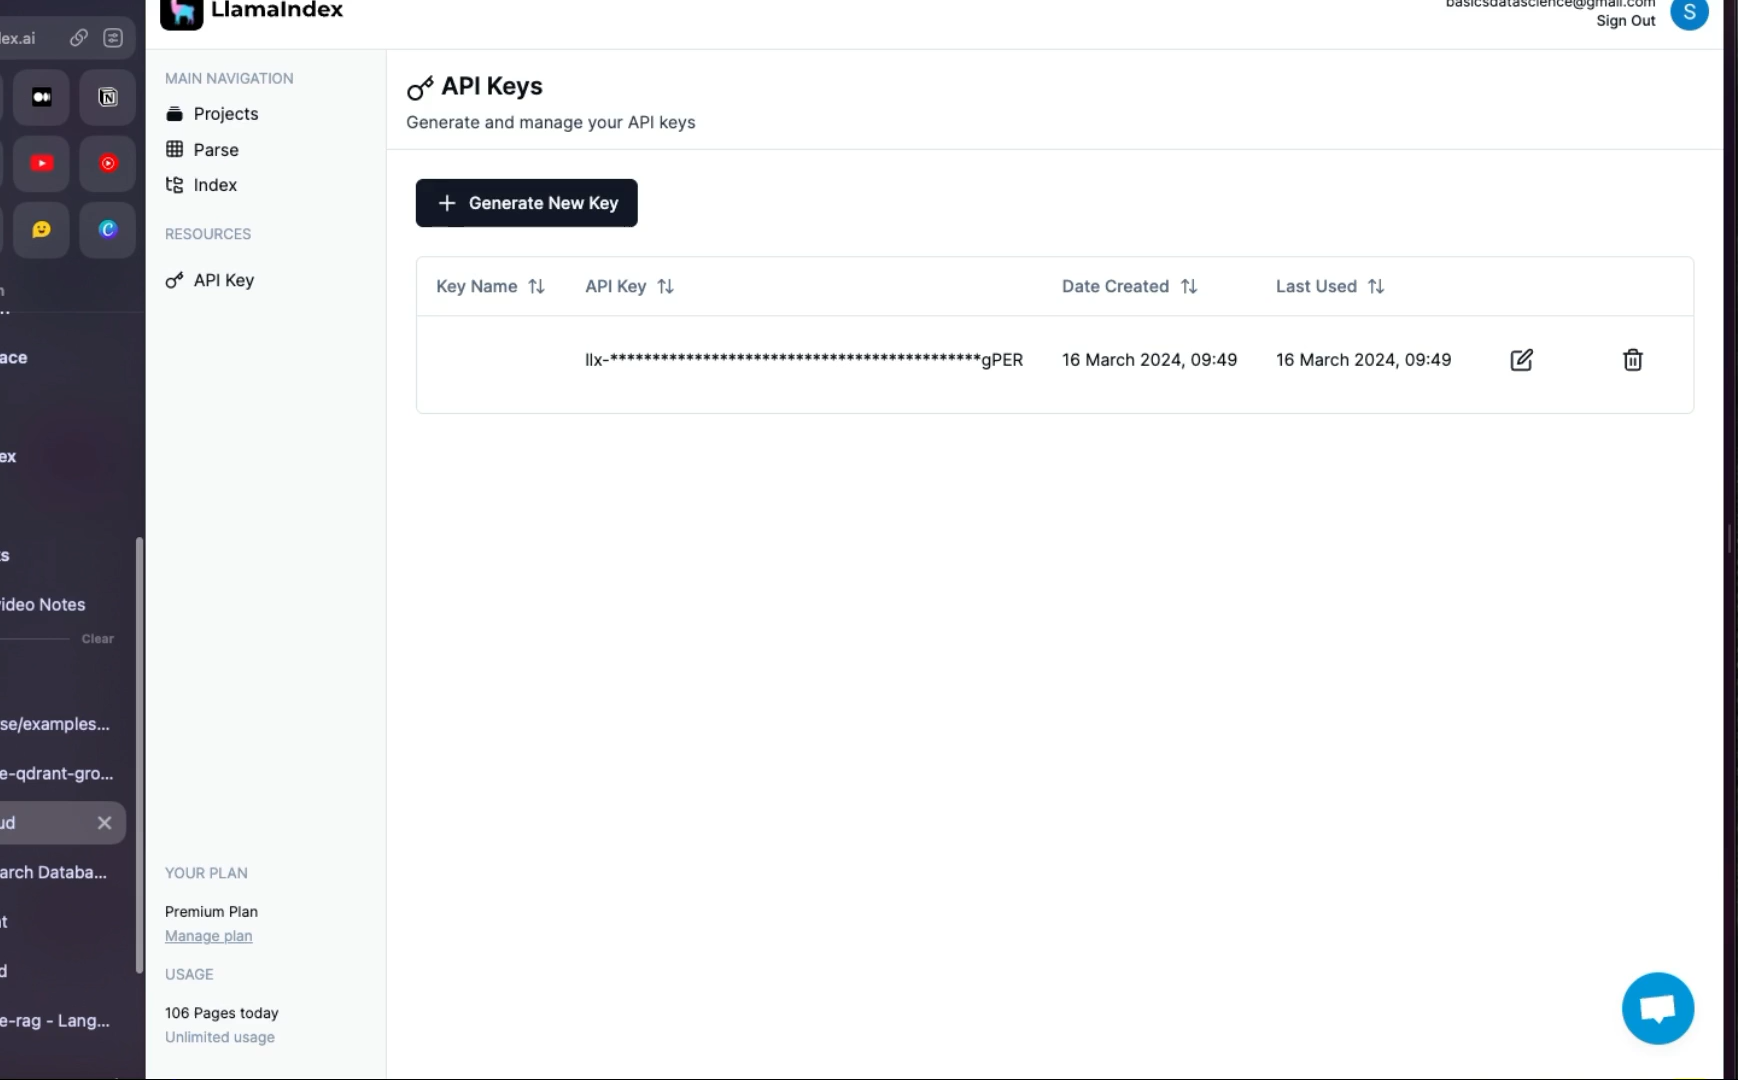 LlamaIndex
basicsdatascience@gmail.com
Sign Out
S
MAIN NAVIGATION
Projects
Parse
Index
RESOURCES
API Key
YOUR PLAN
Premium Plan
Manage plan
USAGE
106 Pages today
Unlimited usage
API Keys
Generate and manage your API keys
Generate New Key
Key Name API Key Date Created Last Used
llx-********************************************gPER 16 March 2024, 09:49 16 March 2024, 09:49
lex.ai
ace
ex
s
ideo Notes
Clear
se/examples...
e-qdrant-gro...
ud
arch Databa...
t
d
e-rag - Lang...